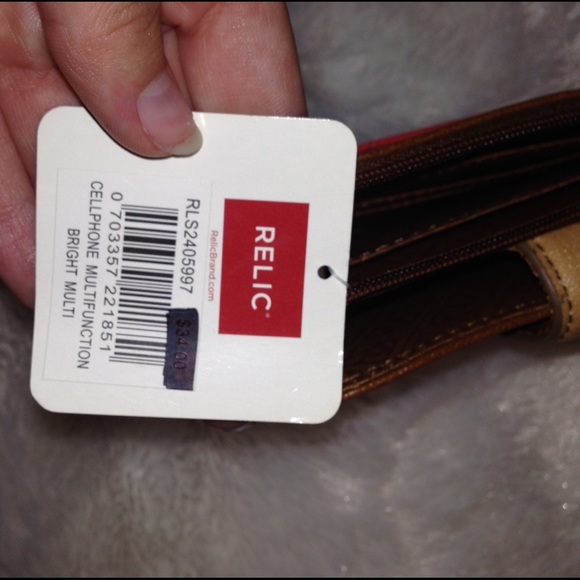 RELIC
RelicBrand.com
RLS2405997
$34.00
0 703357 221851
CELLPHONE MULTIFUNCTION
BRIGHT MULTI